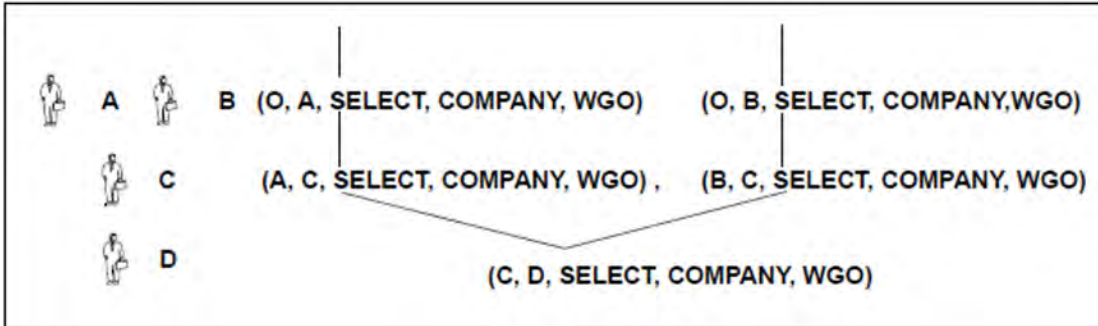 A B (O, A, SELECT, COMPANY, WGO) (O, B, SELECT, COMPANY,WGO)
C (A, C, SELECT, COMPANY, WGO) , (B, C, SELECT, COMPANY, WGO)
D
(C, D, SELECT, COMPANY, WGO)